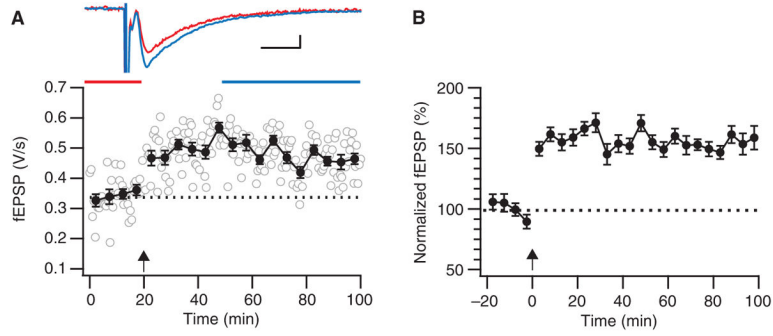 A
B
fEPSP (V/s)
0.7
0.6
0.5
0.4
0.3
0.2
0.1
0 20 40 60 80 100
Time (min)
Normalized fEPSP (%)
200
150
100
50
−20 0 20 40 60 80 100
Time (min)